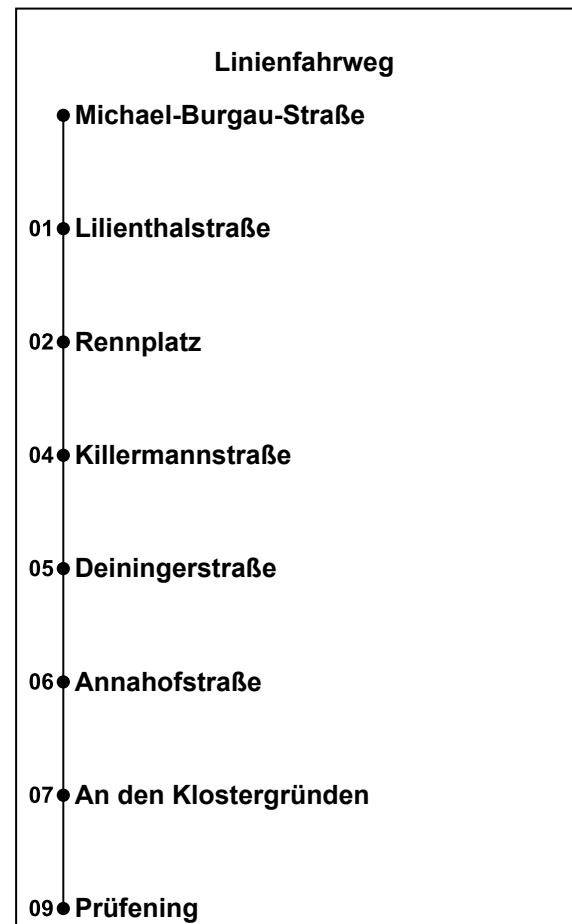 Linienfahrweg
Michael-Burgau-Straße
01 Lilienthalstraße
02 Rennplatz
04 Killermannstraße
05 Deiningerstraße
06 Annahofstraße
07 An den Klostergründen
09 Prüfening